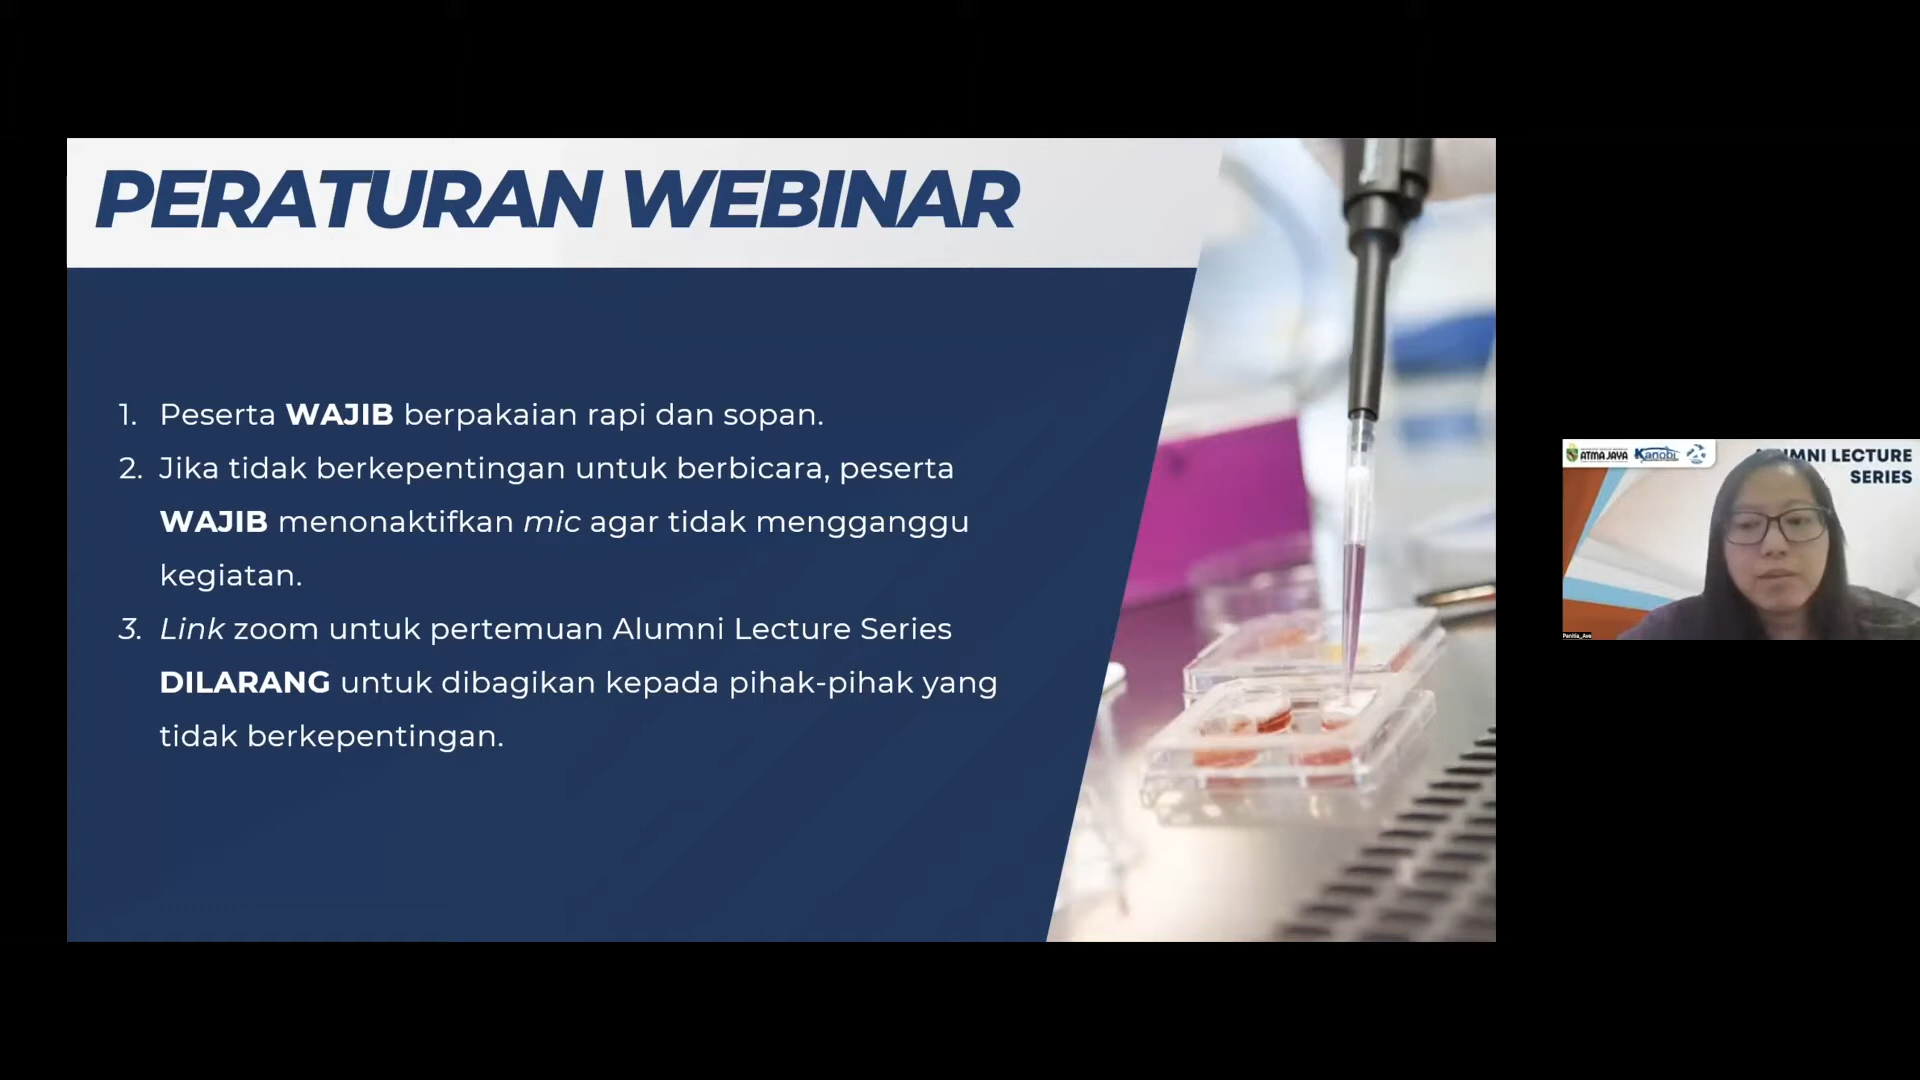 PERATURAN WEBINAR
1. Peserta WAJIB berpakaian rapi dan sopan.
2. Jika tidak berkepentingan untuk berbicara, peserta
WAJIB menonaktifkan mic agar tidak mengganggu
kegiatan.
3. Link zoom untuk pertemuan Alumni Lecture Series
DILARANG untuk dibagikan kepada pihak-pihak yang
tidak berkepentingan.
ATMA JAYA
Kanobi
MNI LECTURE
SERIES
Panitia_Ave